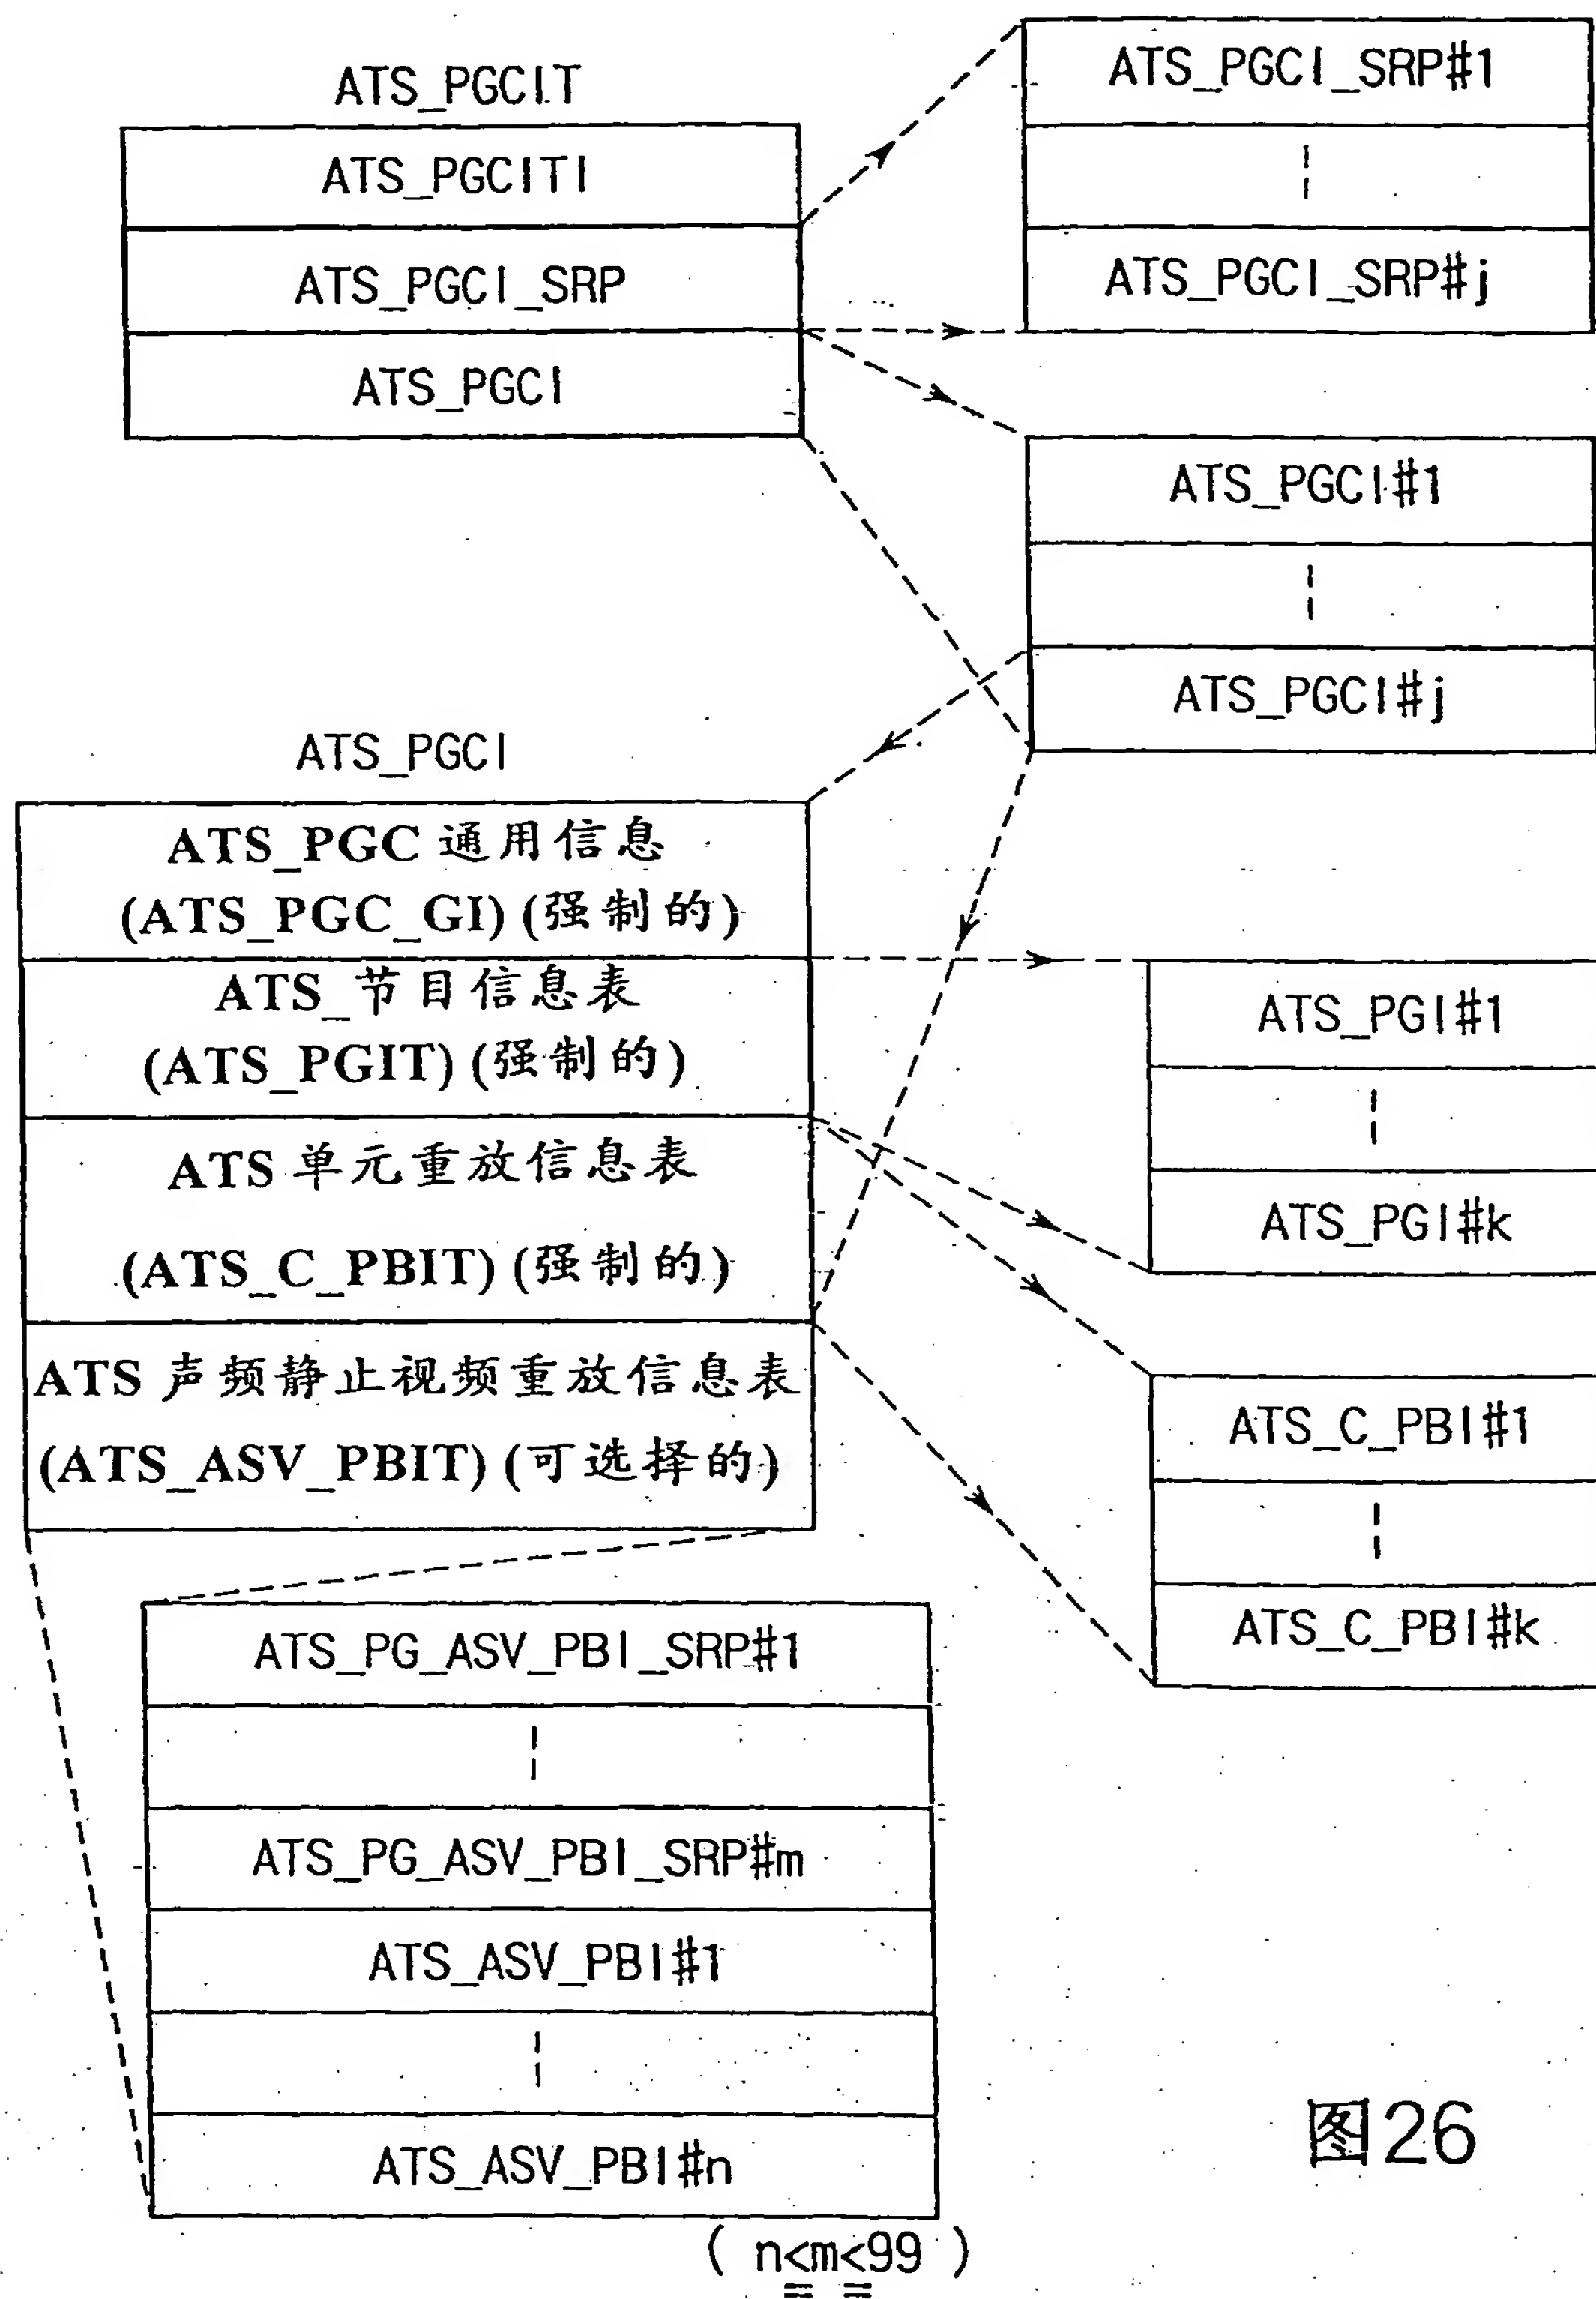 ATS_PGCIT
ATS_PGCITI
ATS_PGCI_SRP
ATS_PGCI
ATS_PGCI_SRP#1
ATS_PGCI_SRP#j
ATS_PGCI#1
ATS_PGCI#j
ATS_PGCI
ATS_PGC 通用信息
(ATS_PGC_GI) (强制的)
ATS_节目信息表
(ATS_PGIT) (强制的)
ATS 单元重放信息表
(ATS_C_PBIT) (强制的)
ATS 声频静止视频重放信息表
(ATS_ASV_PBIT) (可选择的)
ATS_PGI#1
ATS_PGI#k
ATS_C_PBI#1
ATS_C_PBI#k
ATS_PG_ASV_PBI_SRP#1
ATS_PG_ASV_PBI_SRP#m
ATS_ASV_PBI#1
ATS_ASV_PBI#n
( n≦m≦99 )
图26